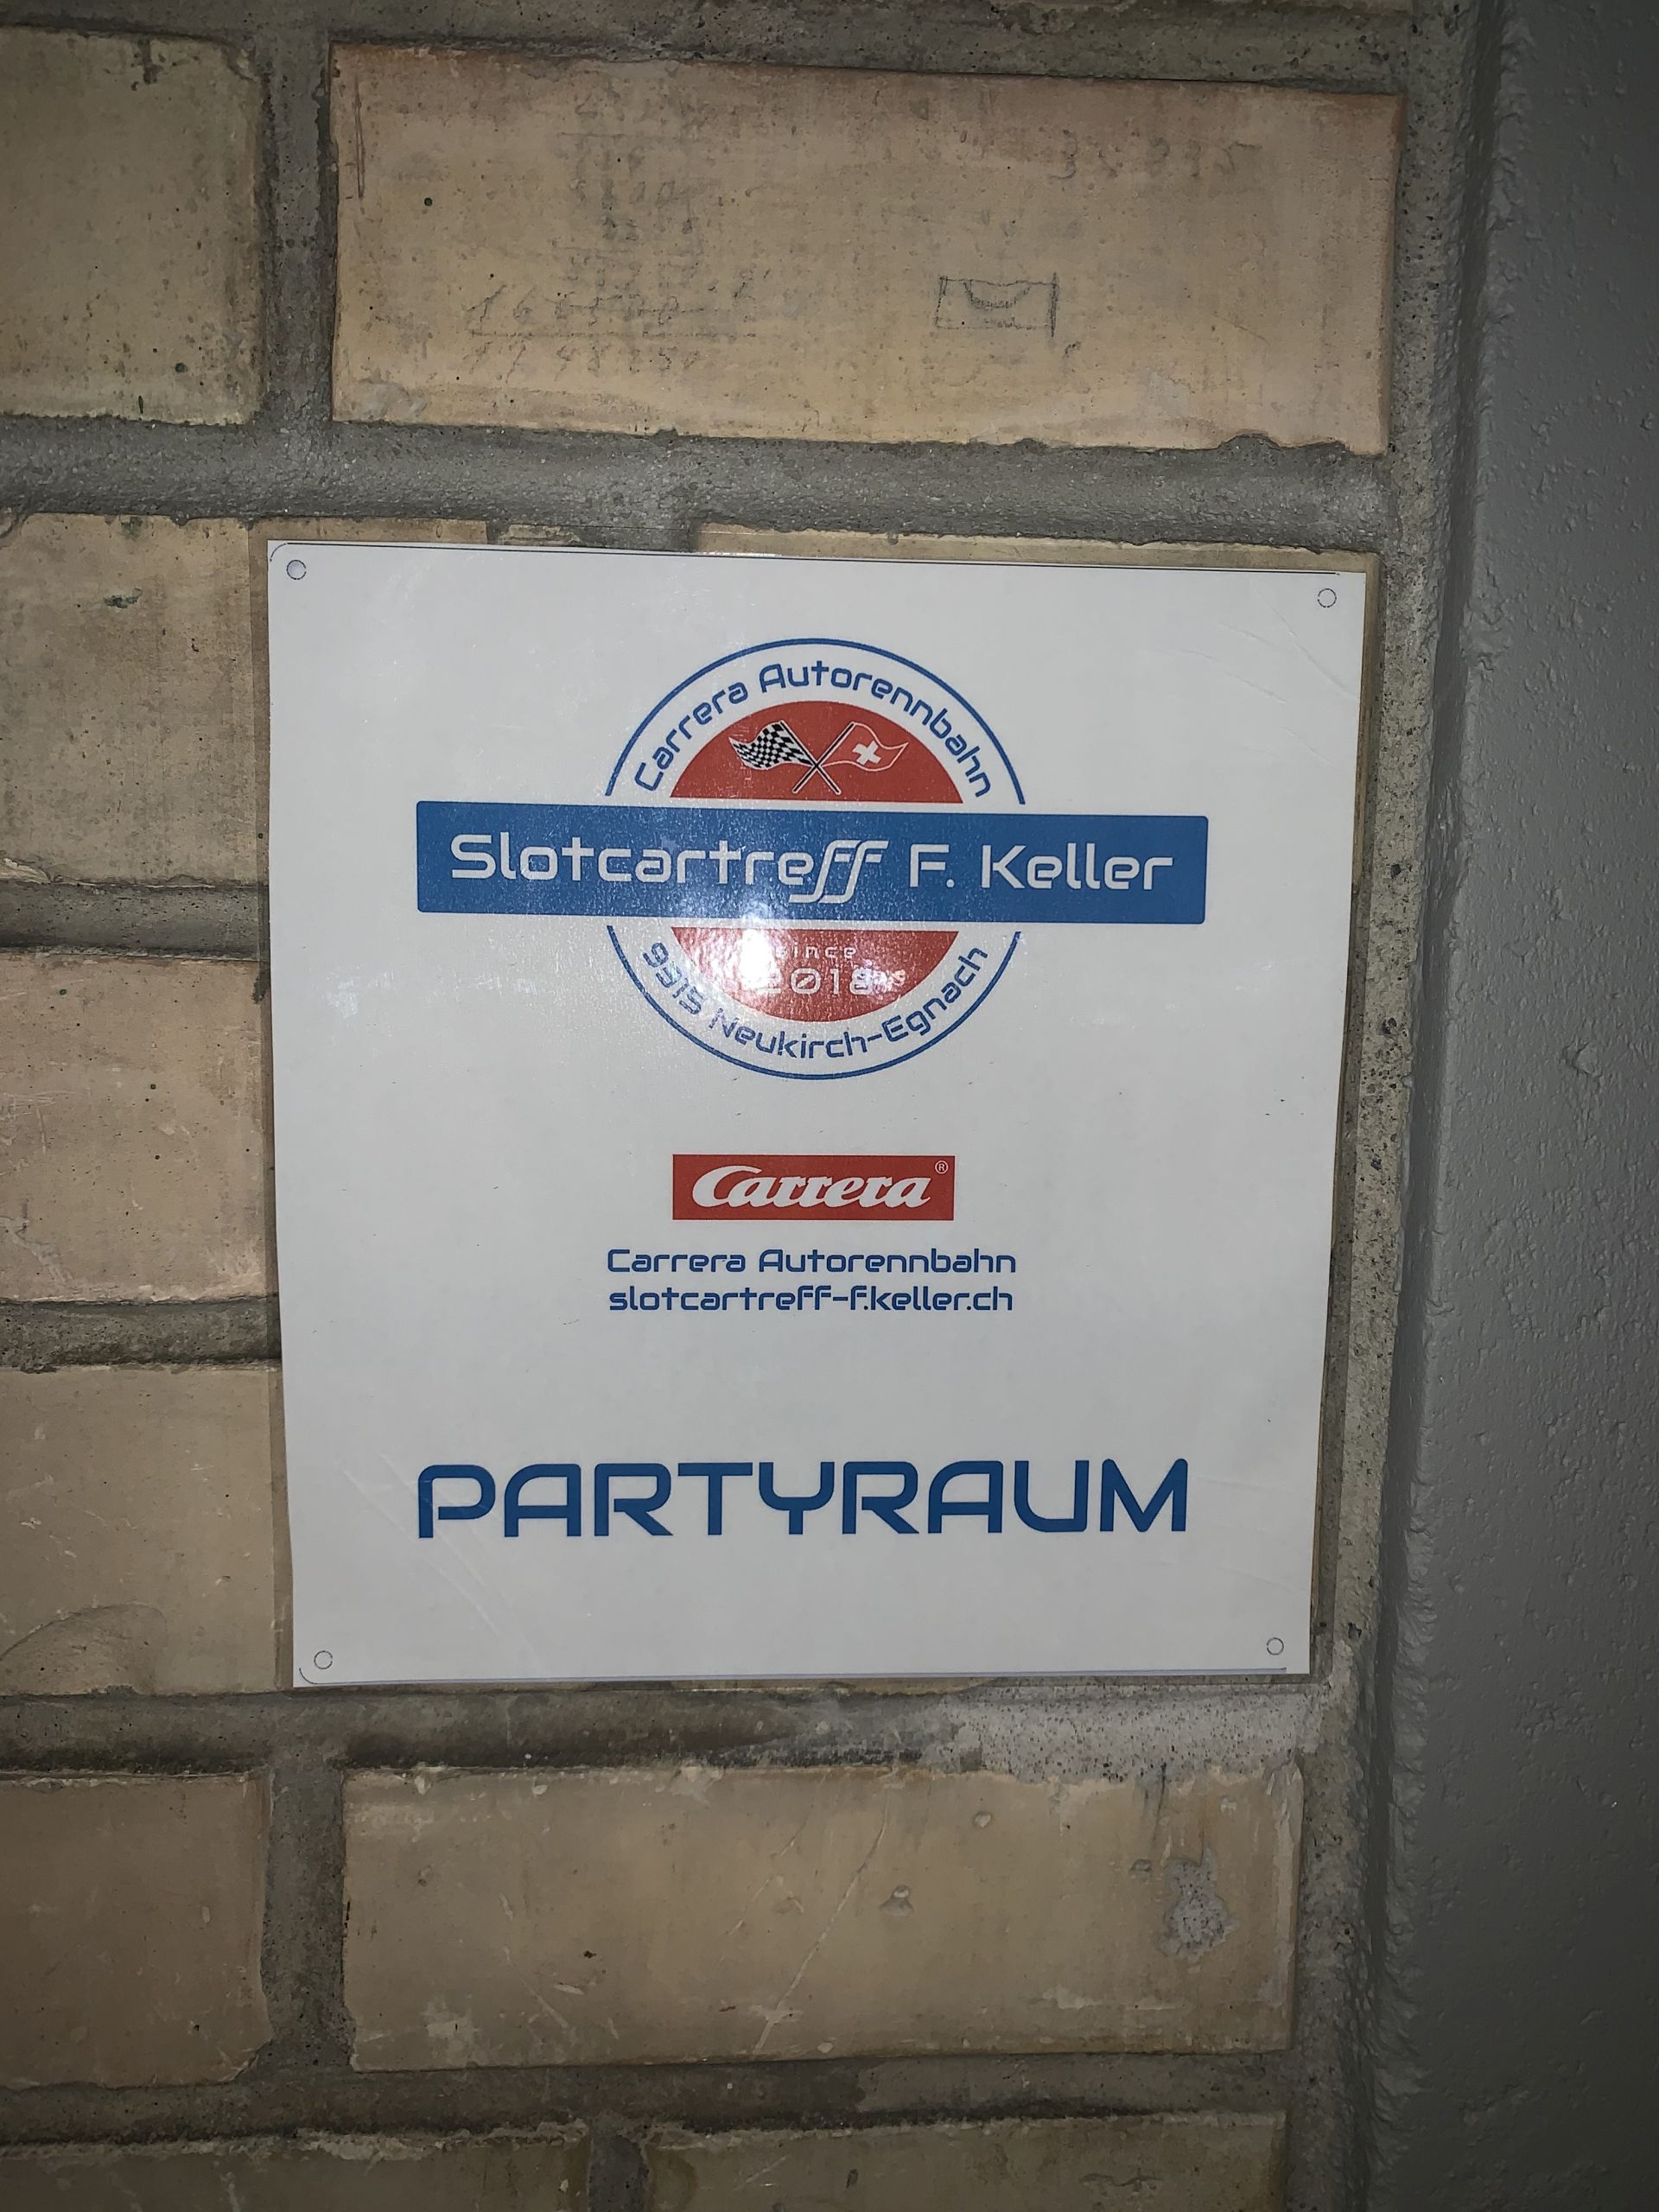 Carrera Autorennbahn
Slotcartreff F. Keller
since
2018
9315 Neukirch-Egnach
Carrera®
Carrera Autorennbahn
slotcartreff-f.keller.ch
PARTYRAUM